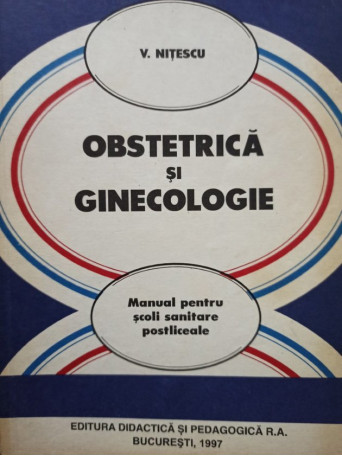 V. NIȚESCU
OBSTETRICĂ
ȘI
GINECOLOGIE
Manual pentru
școli sanitare
postliceale
EDITURA DIDACTICĂ ȘI PEDAGOGICĂ R.A.
BUCUREȘTI, 1997